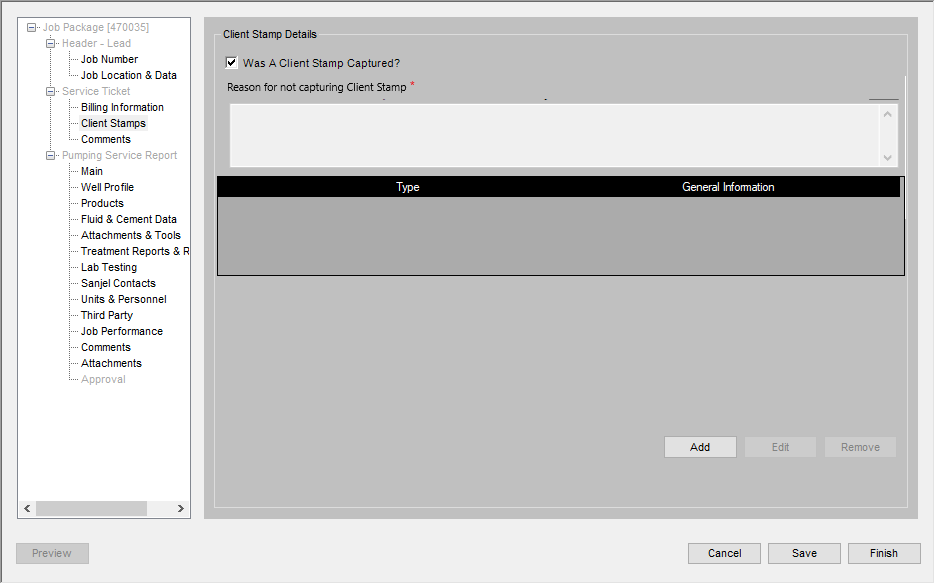 Job Package [470035]
Header - Lead
Job Number
Job Location & Data
Service Ticket
Billing Information
Client Stamps
Comments
Pumping Service Report
Main
Well Profile
Products
Fluid & Cement Data
Attachments & Tools
Treatment Reports & R
Lab Testing
Sanjel Contacts
Units & Personnel
Third Party
Job Performance
Comments
Attachments
Approval
Client Stamp Details
Was A Client Stamp Captured?
Reason for not capturing Client Stamp *
Type General Information
Add Edit Remove
Preview Cancel Save Finish